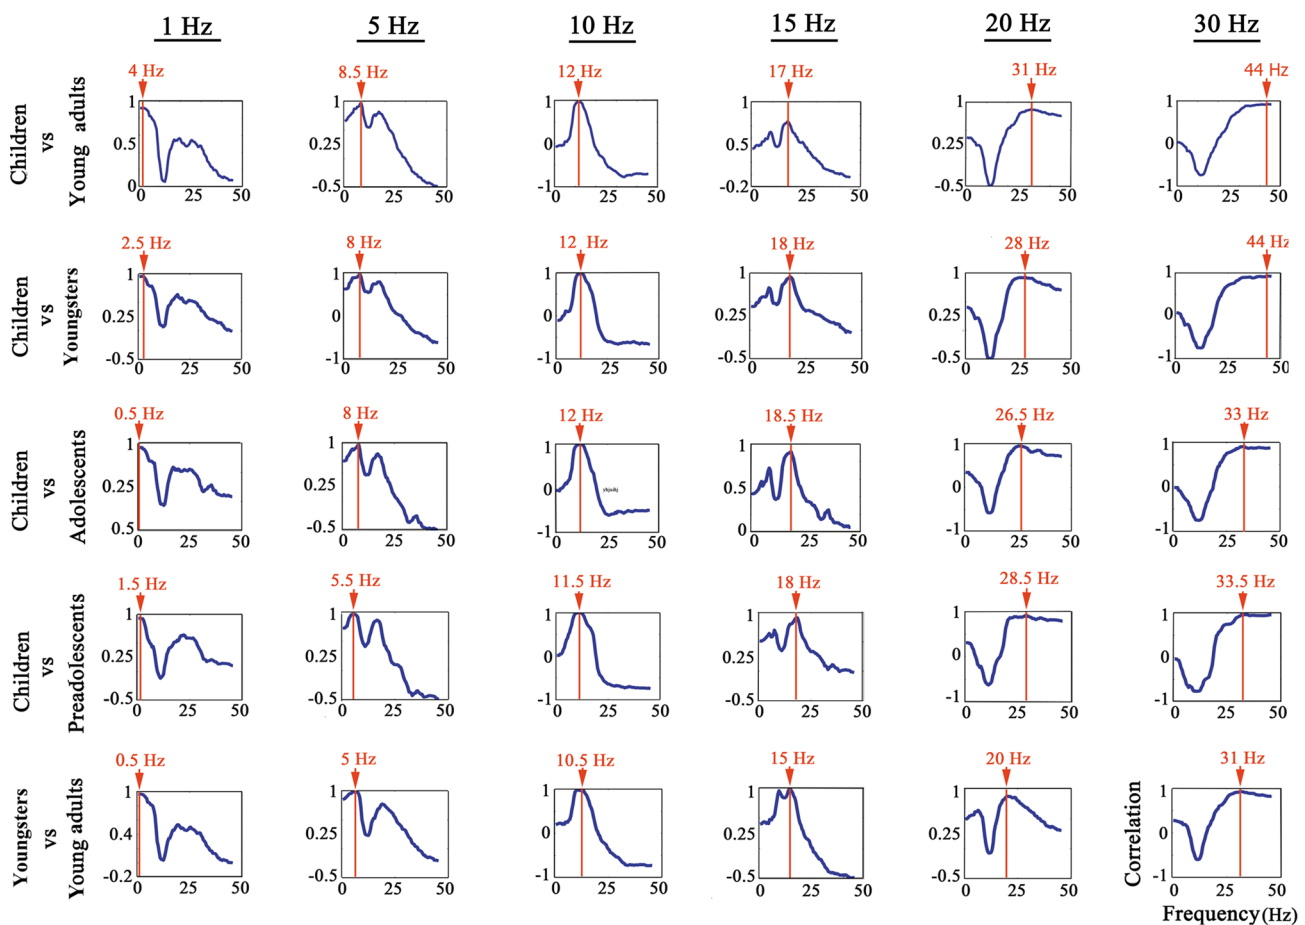 1 Hz 5 Hz 10 Hz 15 Hz 20 Hz 30 Hz
Children vs Young adults
4 Hz 8.5 Hz 12 Hz 17 Hz 31 Hz 44 Hz
1 1 1 1 1 1
0.5 0.25 0 0.5 0.25 0
0 -0.5 -1 -0.2 -0.5 -1
0 25 50 0 25 50 0 25 50 0 25 50 0 25 50 0 25 50
Children vs Youngsters
2.5 Hz 8 Hz 12 Hz 18 Hz 28 Hz 44 Hz
1 1 1 1 1 1
0.25 0 0 0.25 0.25 0
-0.5 -1 -1 -0.5 -0.5 -1
0 25 50 0 25 50 0 25 50 0 25 50 0 25 50 0 25 50
Children vs Adolescents
0.5 Hz 8 Hz 12 Hz 18.5 Hz 26.5 Hz 33 Hz
1 1 1 1 1 1
0.25 0.25 0 0.5 0 0
0.5 -0.5 -1 0 -1 -1
0 25 50 0 25 50 0 25 50 0 25 50 0 25 50 0 25 50
Children vs Preadolescents
1.5 Hz 5.5 Hz 11.5 Hz 18 Hz 28.5 Hz 33.5 Hz
1 1 1 1 1 1
0.25 0.25 0 0.25 0 0
-0.5 -0.5 -1 -0.5 -1 -1
0 25 50 0 25 50 0 25 50 0 25 50 0 25 50 0 25 50
Youngsters vs Young adults
0.5 Hz 5 Hz 10.5 Hz 15 Hz 20 Hz 31 Hz
1 1 1 1 1 1
0.4 0.25 0 0.25 0.25 0
-0.2 -0.5 -1 -0.5 -0.5 -1
0 25 50 0 25 50 0 25 50 0 25 50 0 25 50 0 25 50
Correlation
Frequency(Hz)